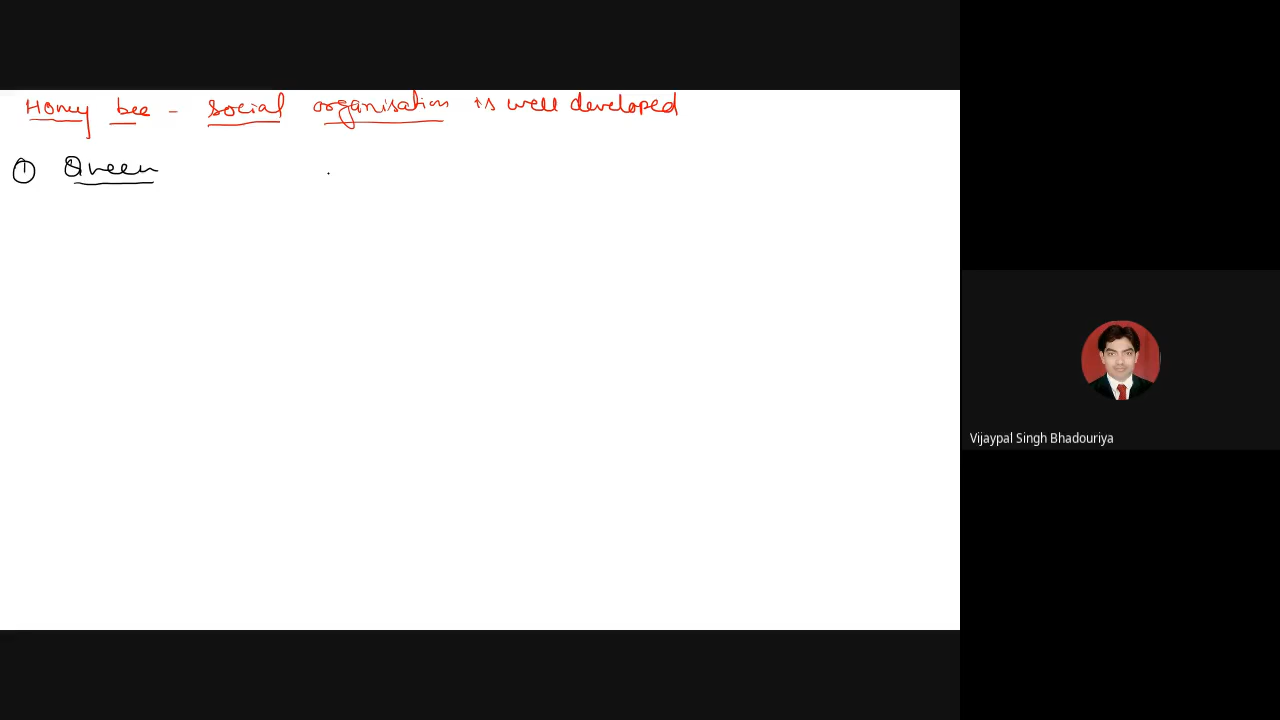 Honey bee - social organisation is well developed
① Queen
Vijaypal Singh Bhadouriya